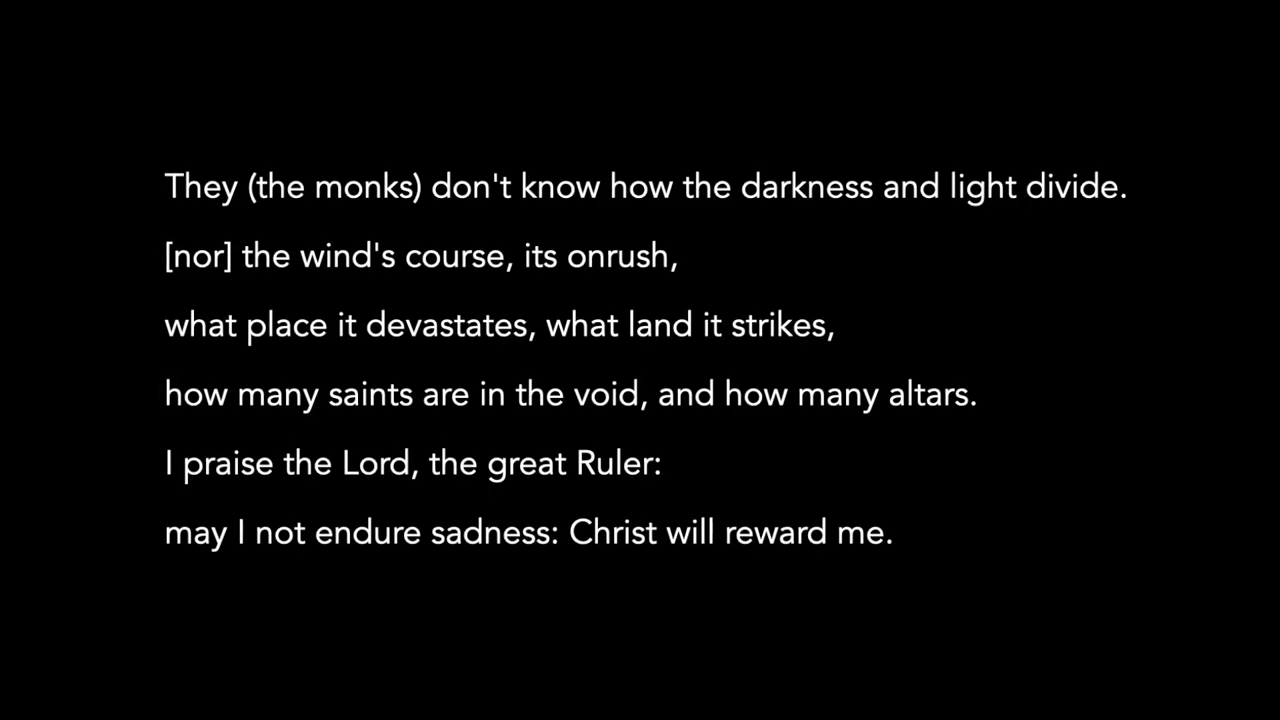 They (the monks) don't know how the darkness and light divide.
[nor] the wind's course, its onrush,
what place it devastates, what land it strikes,
how many saints are in the void, and how many altars.
I praise the Lord, the great Ruler:
may I not endure sadness: Christ will reward me.